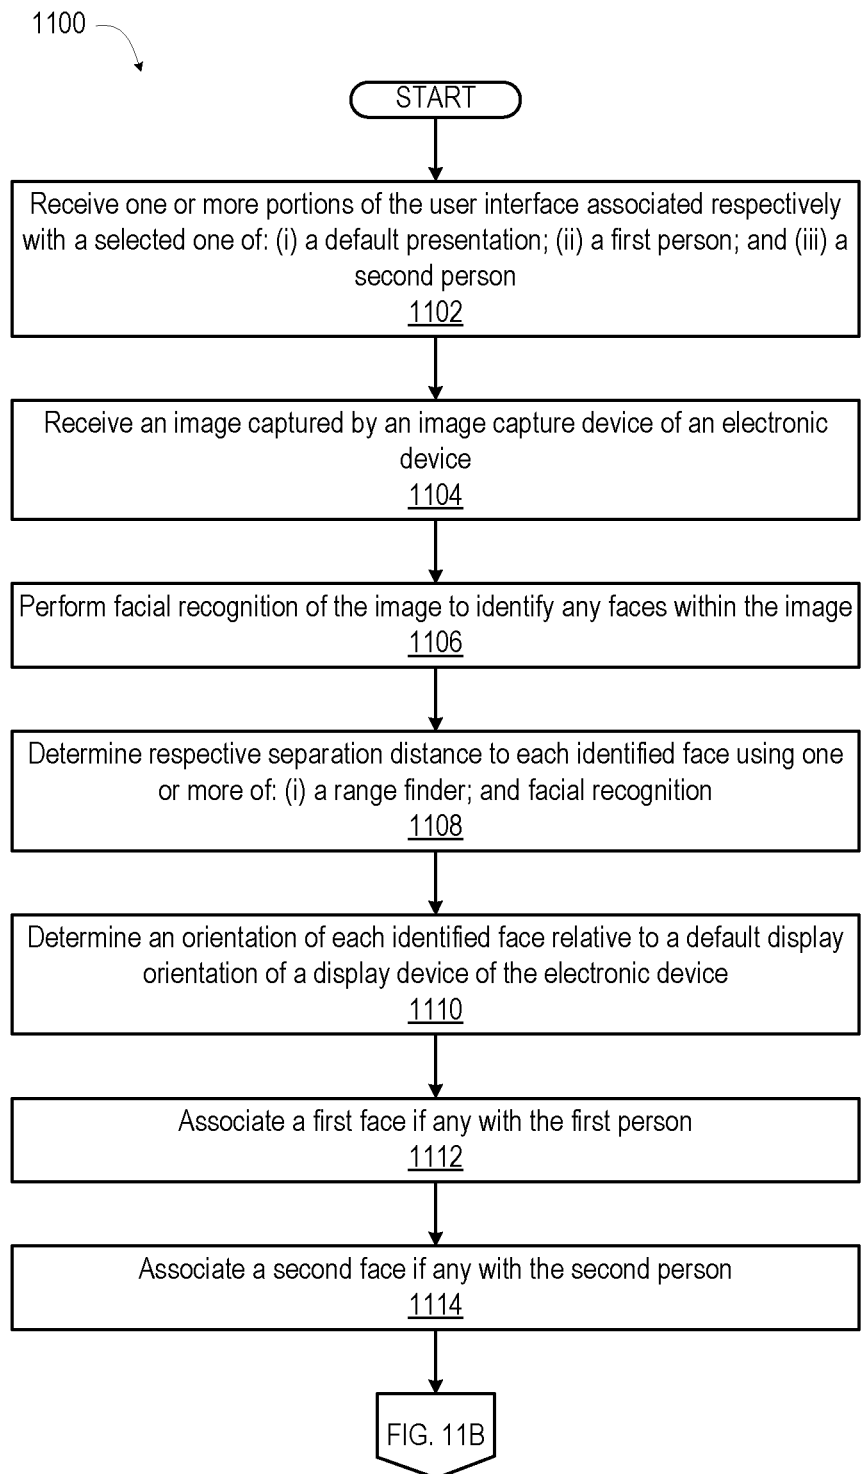 1100
START
Receive one or more portions of the user interface associated respectively
with a selected one of: (i) a default presentation; (ii) a first person; and (iii) a
second person
1102
Receive an image captured by an image capture device of an electronic
device
1104
Perform facial recognition of the image to identify any faces within the image
1106
Determine respective separation distance to each identified face using one
or more of: (i) a range finder; and facial recognition
1108
Determine an orientation of each identified face relative to a default display
orientation of a display device of the electronic device
1110
Associate a first face if any with the first person
1112
Associate a second face if any with the second person
1114
FIG. 11B